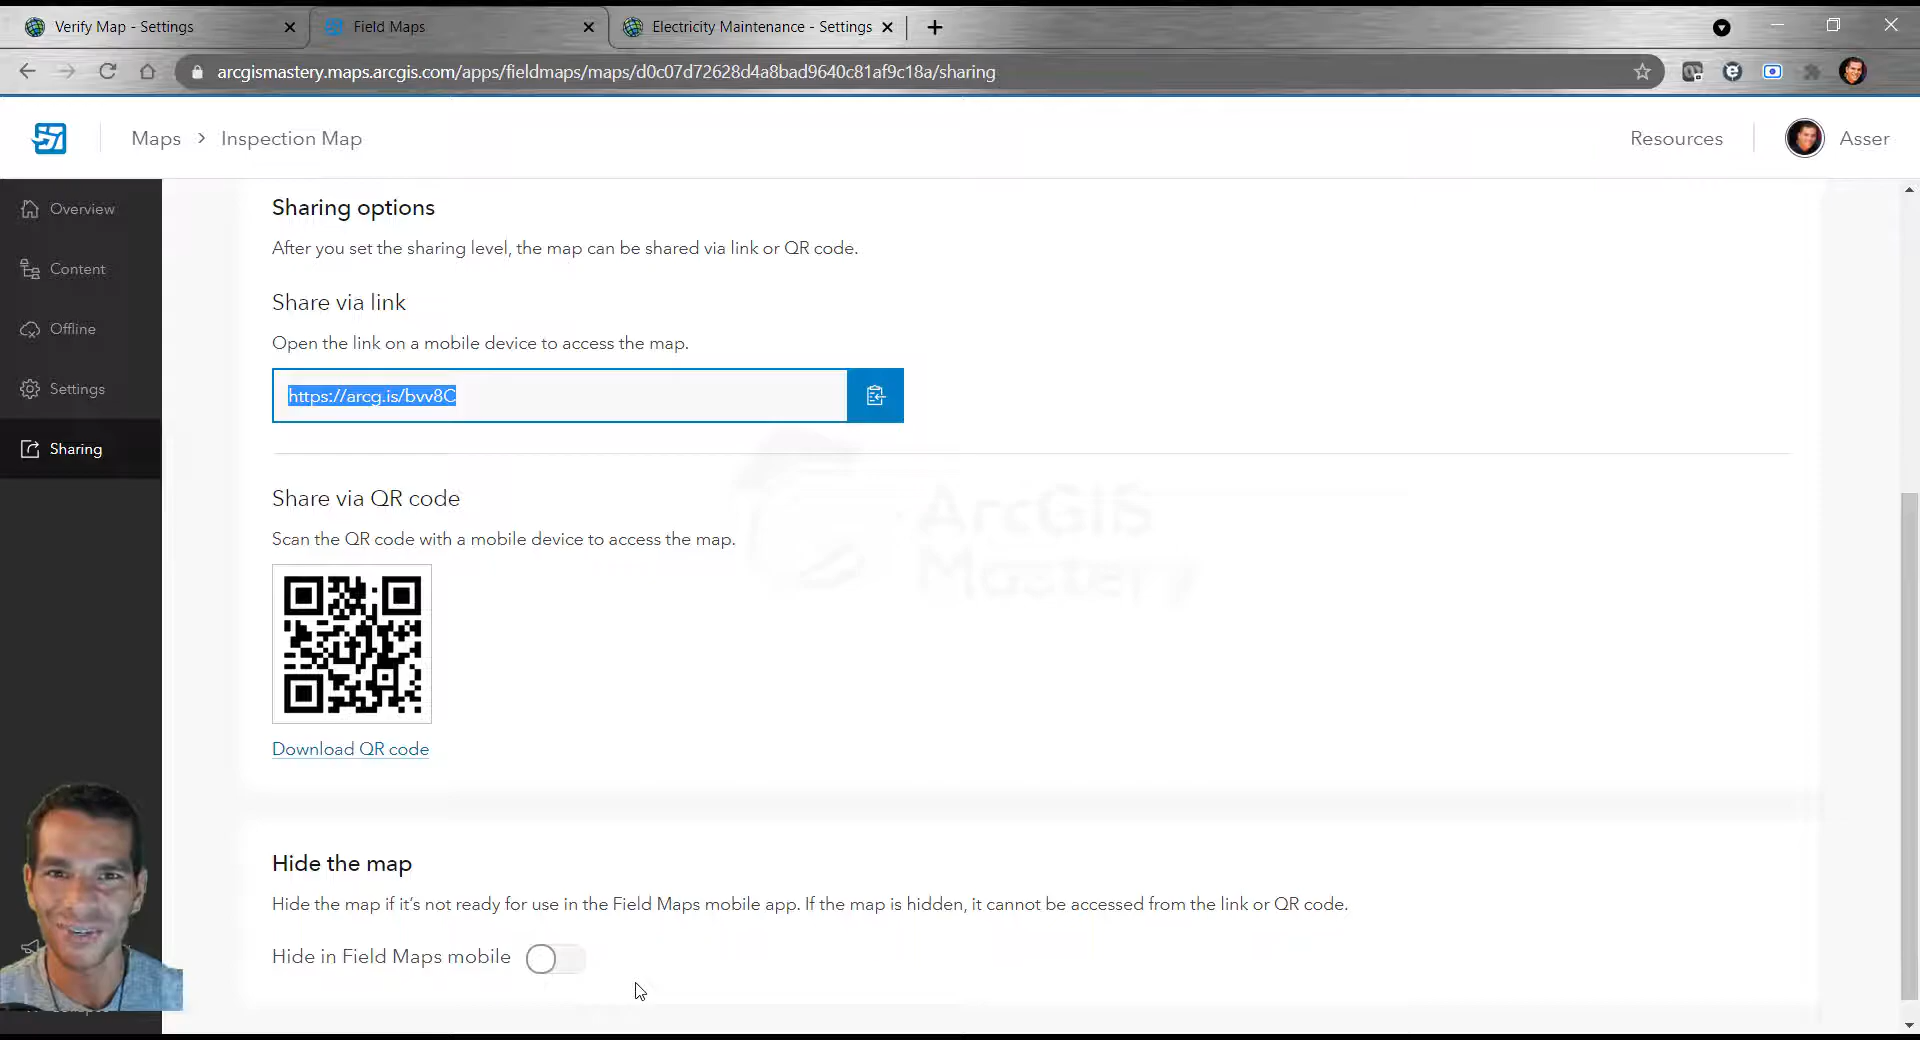 Verify Map - Settings
Field Maps
Electricity Maintenance - Settings
arcgismastery.maps.arcgis.com/apps/fieldmaps/maps/d0c07d72628d4a8bad9640c81af9c18a/sharing
Maps > Inspection Map
Resources
Asser
Overview
Content
Offline
Settings
Sharing
Sharing options
After you set the sharing level, the map can be shared via link or QR code.
Share via link
Open the link on a mobile device to access the map.
https://arcg.is/bvv8C
Share via QR code
Scan the QR code with a mobile device to access the map.
ArcGIS
Mastery
Download QR code
Hide the map
Hide the map if it's not ready for use in the Field Maps mobile app. If the map is hidden, it cannot be accessed from the link or QR code.
Hide in Field Maps mobile